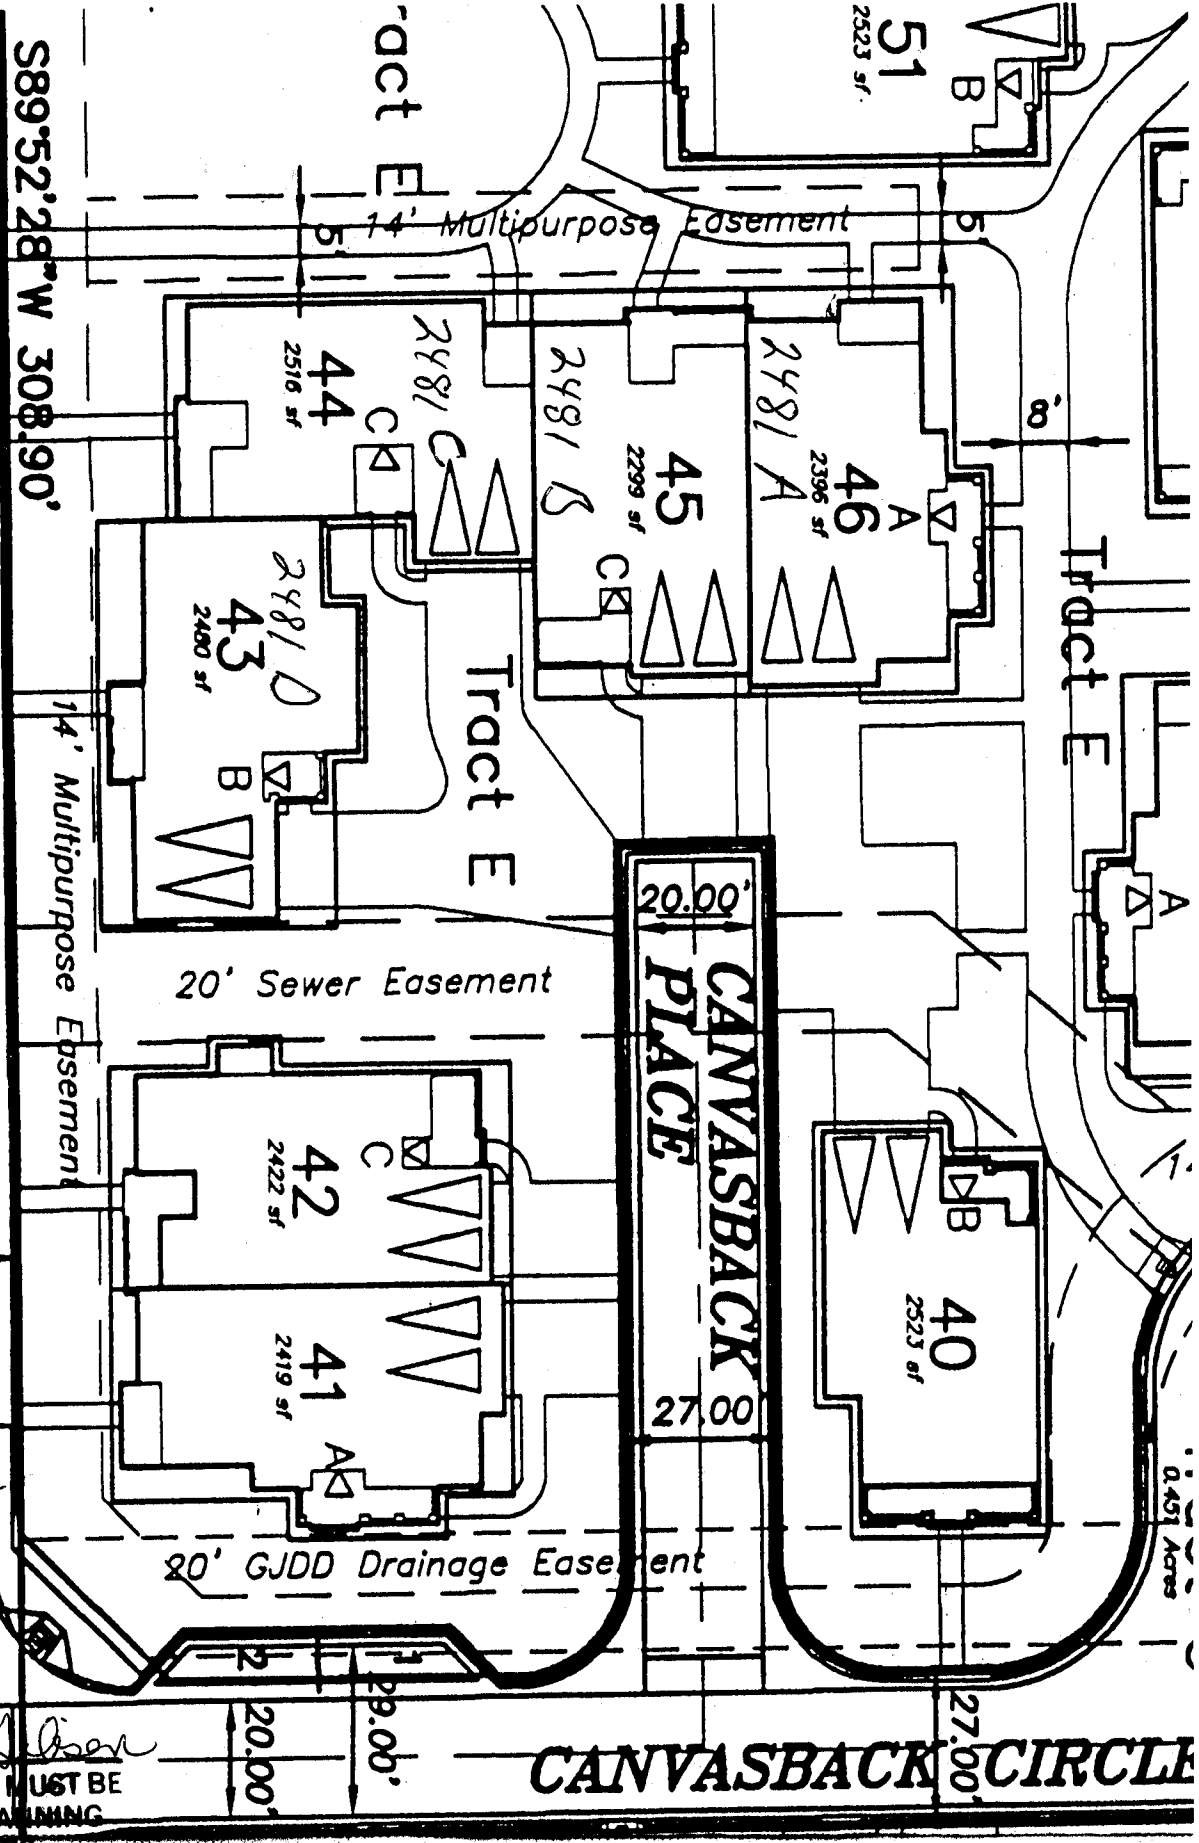 51
2523 sf.
B
Tract E
S89°52'28"W 308.90'
14' Multipurpose Easement
5'
5'
8'
44
2516 sf
C
2481 C
45
2299 sf
C
2481 B
46
2396 sf
A
2481 A
43
2480 sf
B
2481 D
Tract E
Tract E
A
14' Multipurpose Easement
20' Sewer Easement
20.00'
CANVASBACK
PLACE
27.00
42
2422 sf
C
41
2419 sf
A
40
2523 sf
B
0.451 Acres
20' GJDD Drainage Easement
2
1
29.00'
20.00'
27.00'
CANVASBACK CIRCLE
MUST BE